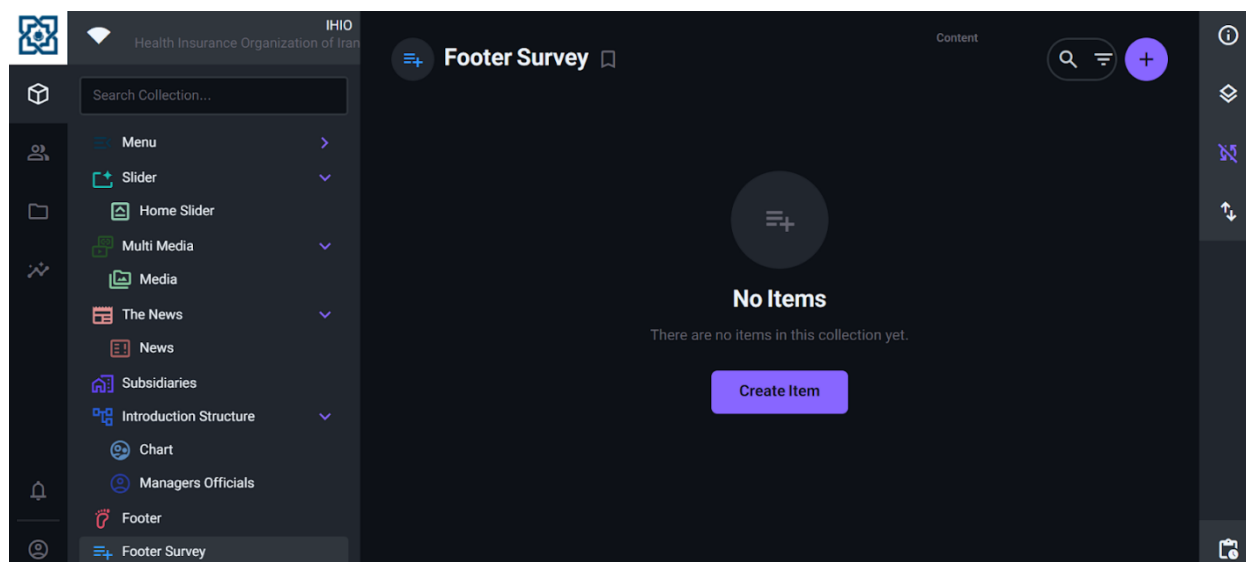 IHIO
Health Insurance Organization of Iran
Search Collection...
Menu
Slider
Home Slider
Multi Media
Media
The News
News
Subsidiaries
Introduction Structure
Chart
Managers Officials
Footer
Footer Survey
Content
Footer Survey
No Items
There are no items in this collection yet.
Create Item